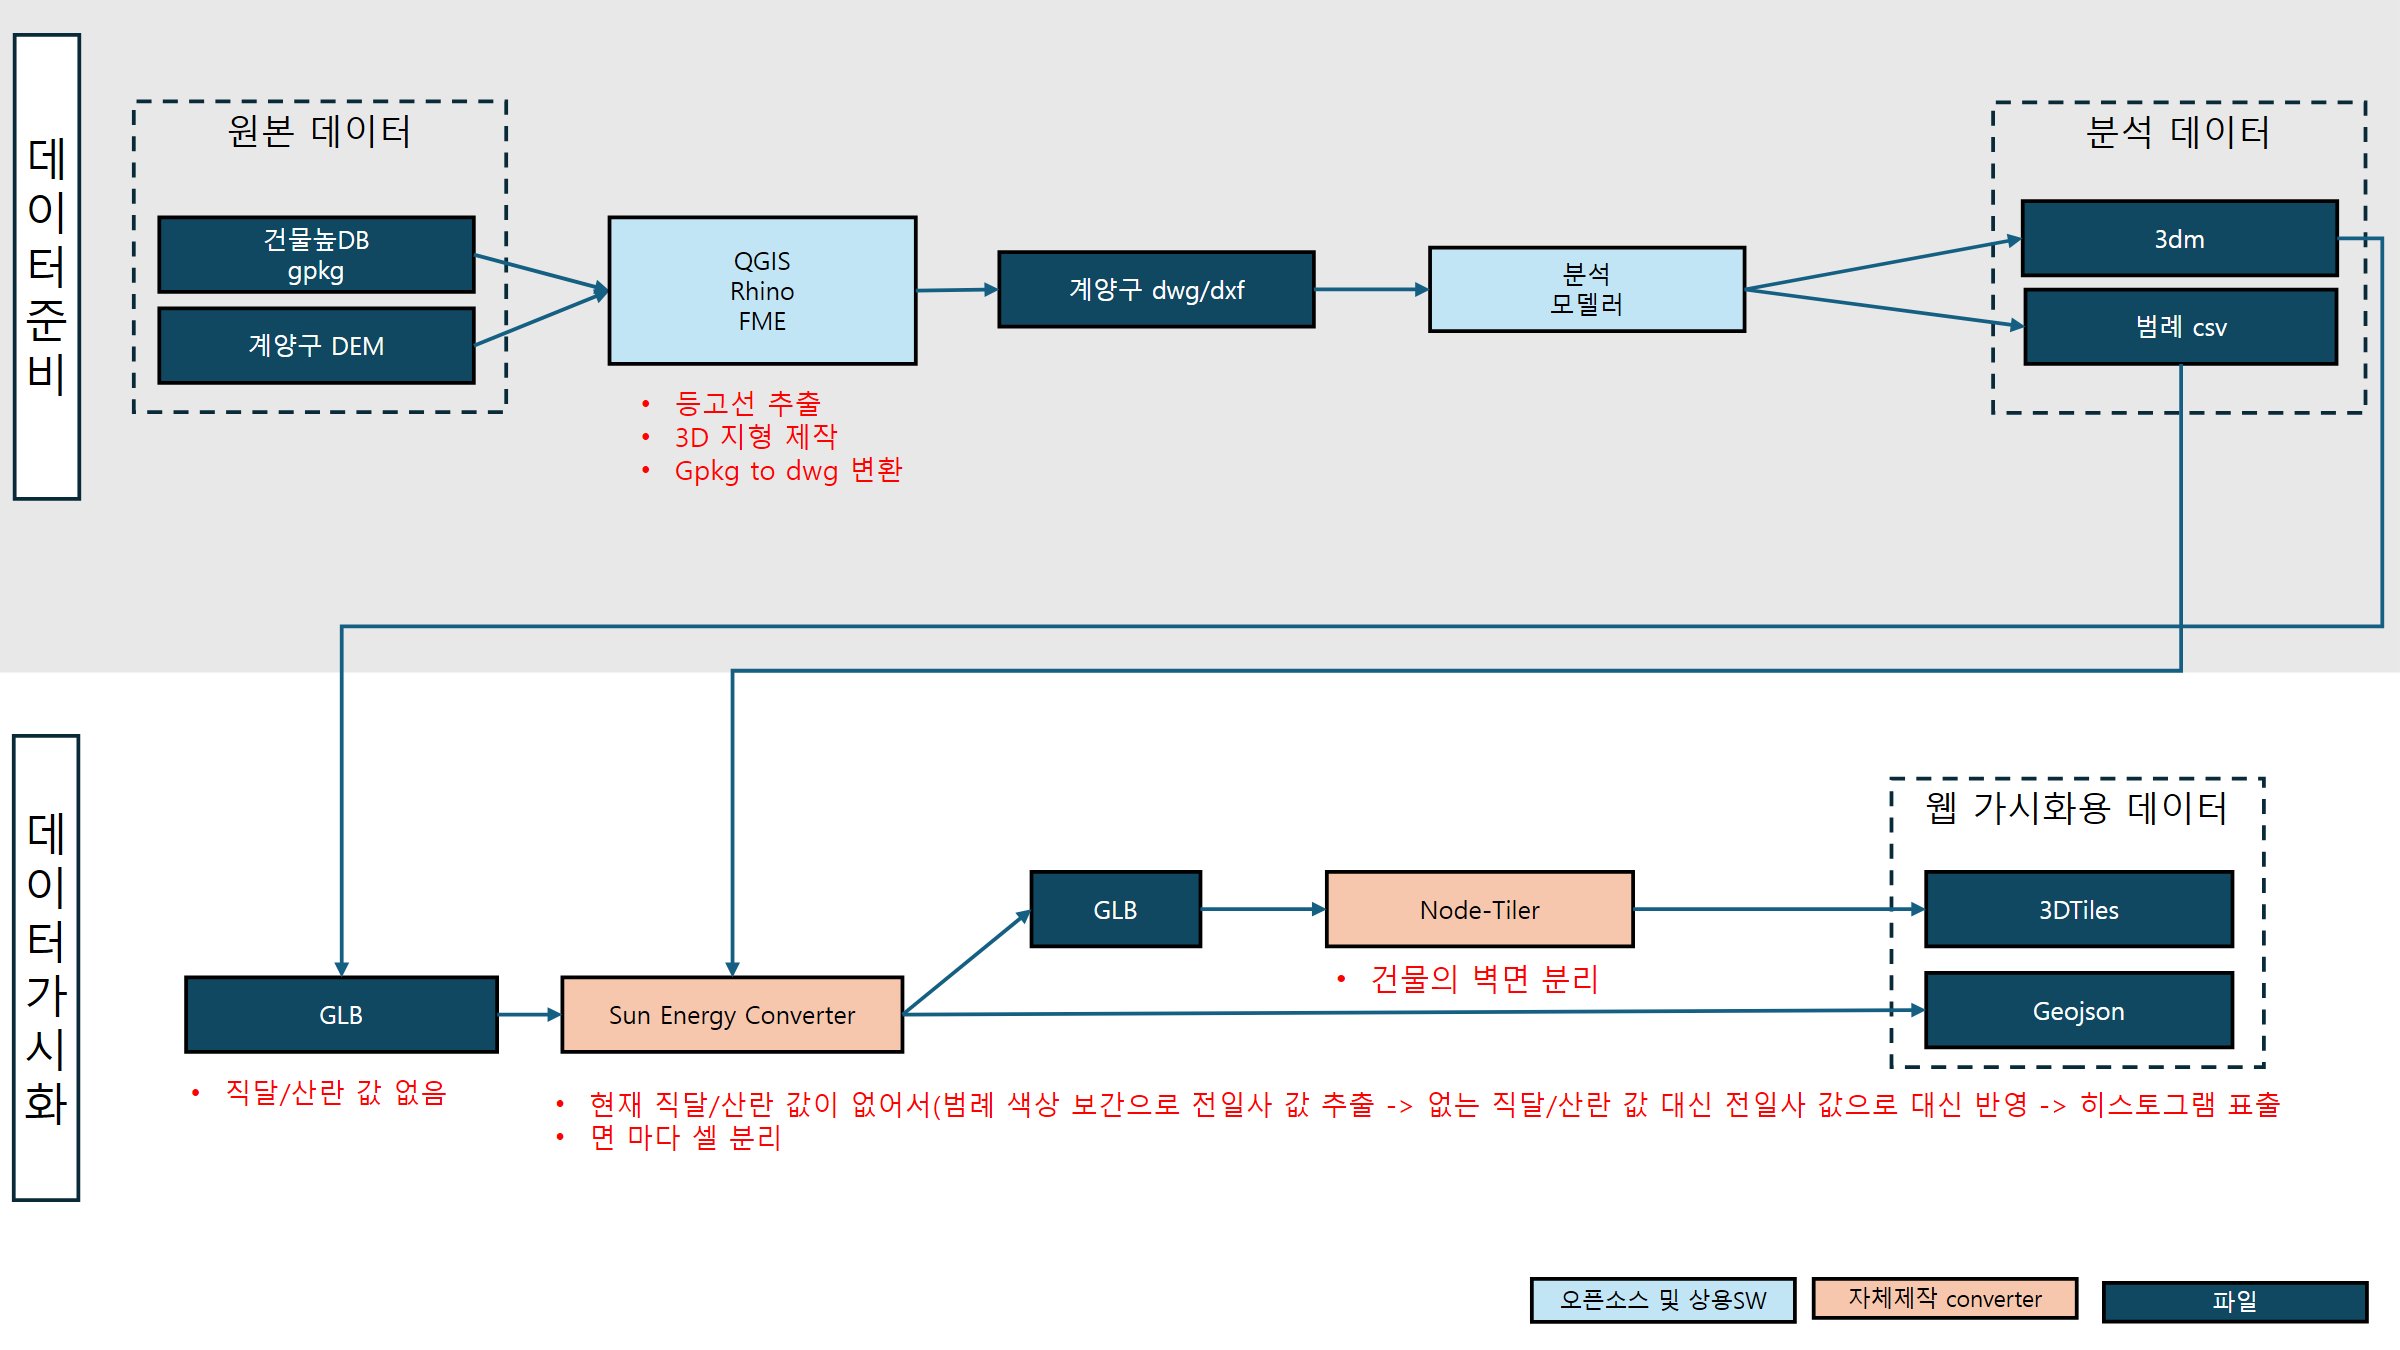 데이터준비
원본 데이터
건물높DB
gpkg
계양구 DEM
QGIS
Rhino
FME
• 등고선 추출
• 3D 지형 제작
• Gpkg to dwg 변환
계양구 dwg/dxf
분석
모델러
분석 데이터
3dm
범례 csv
데이터가시화
GLB
• 직달/산란 값 없음
Sun Energy Converter
• 현재 직달/산란 값이 없어서(범례 색상 보간으로 전일사 값 추출 -> 없는 직달/산란 값 대신 전일사 값으로 대신 반영 -> 히스토그램 표출
• 면 마다 셀 분리
GLB
Node-Tiler
• 건물의 벽면 분리
웹 가시화용 데이터
3DTiles
Geojson
오픈소스 및 상용SW
자체제작 converter
파일